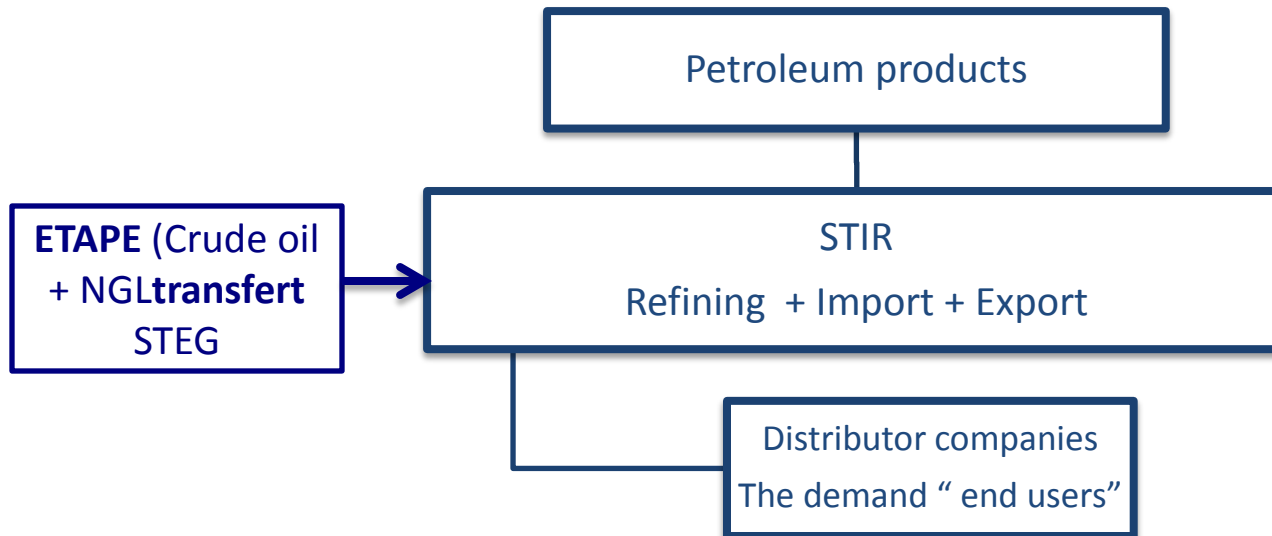 Petroleum products
ETAPE (Crude oil
+ NGLtransfert
STEG
STIR
Refining + Import + Export
Distributor companies
The demand “ end users”